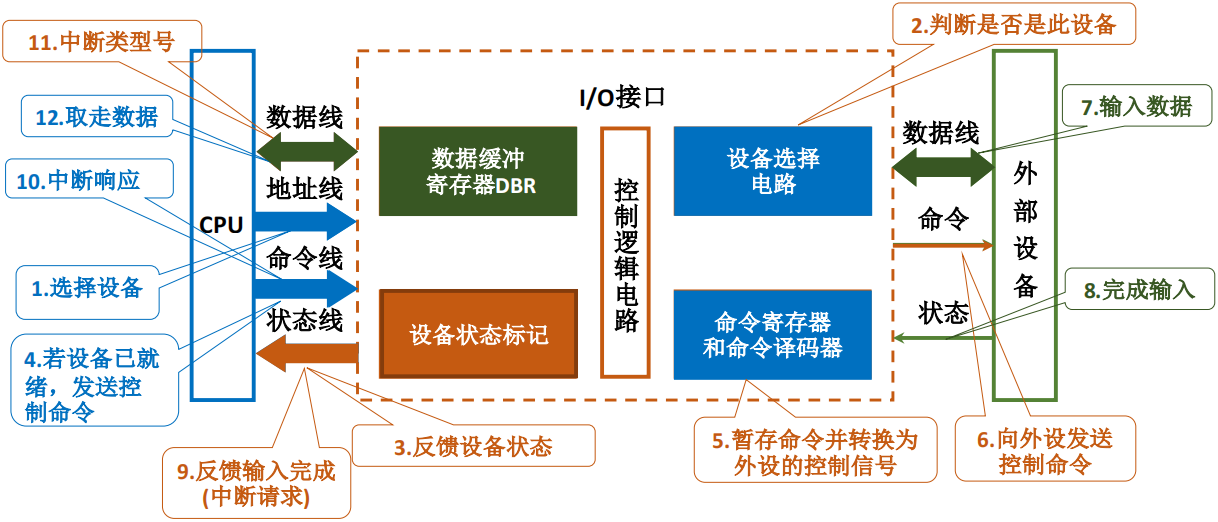 11.中断类型号
2.判断是否是此设备
I/O接口
12.取走数据
数据线
数据缓冲
寄存器DBR
设备选择
电路
数据线
7.输入数据
10.中断响应
地址线
CPU
控制逻辑电路
命令
外部设备
1.选择设备
命令线
8.完成输入
状态线
设备状态标记
命令寄存器
和命令译码器
状态
4.若设备已就
绪，发送控
制命令
3.反馈设备状态
9.反馈输入完成
(中断请求)
5.暂存命令并转换为
外设的控制信号
6.向外设发送
控制命令